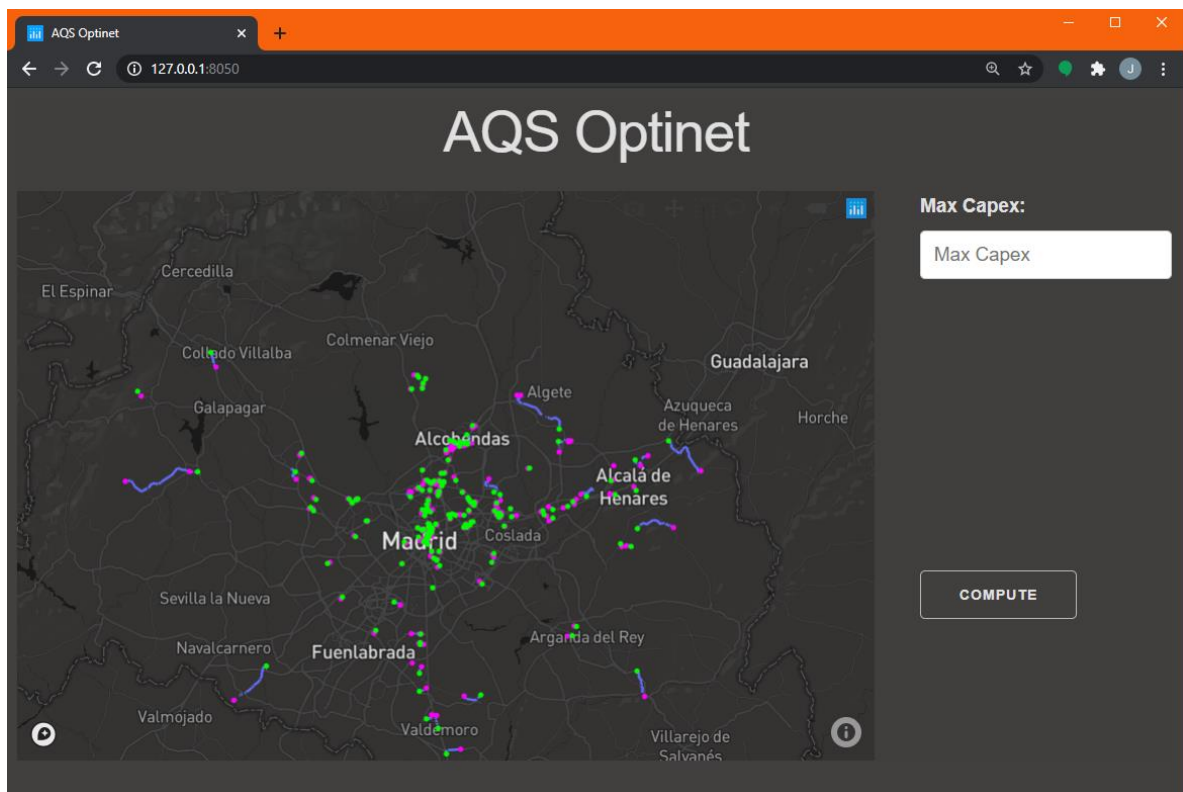 AQS Optinet
127.0.0.1:8050
J
AQS Optinet
Max Capex:
Max Capex
Cercedilla
El Espinar
Colmenar Viejo
Collado Villalba
Guadalajara
Algete
Galapagar
Azuqueca
de Henares
Horche
Alcobendas
Alcalá de
Henares
Madrid
Coslada
COMPUTE
Sevilla la Nueva
Arganda del Rey
Navalcarnero
Fuenlabrada
Valmojado
Valdemoro
Villarejo de
Salvanés